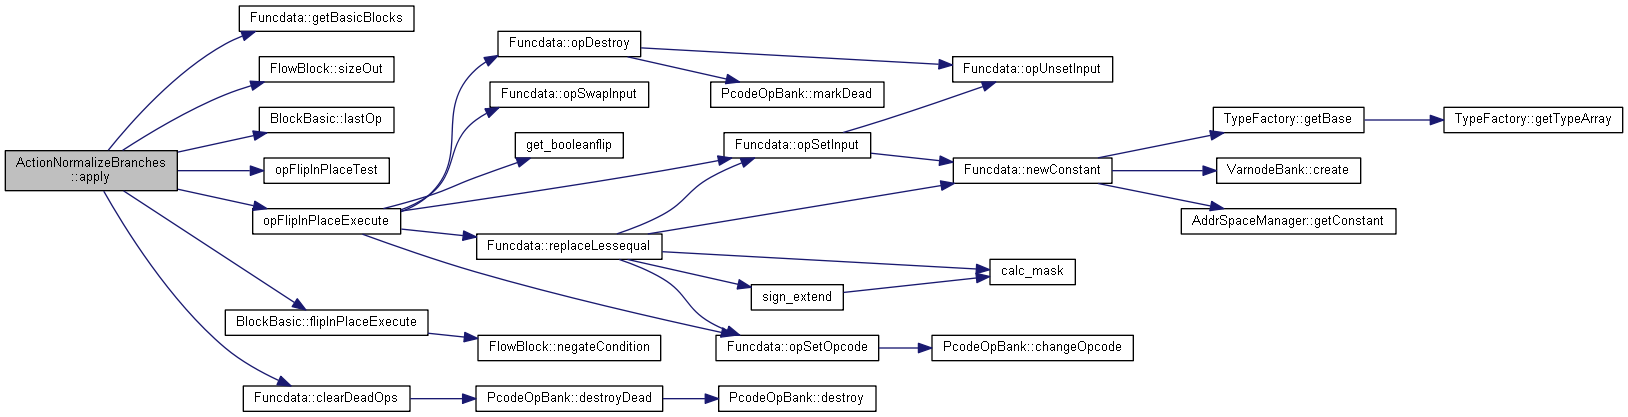 ActionNormalizeBranches
::apply
Funcdata::getBasicBlocks
FlowBlock::sizeOut
BlockBasic::lastOp
opFlipInPlaceTest
opFlipInPlaceExecute
BlockBasic::flipInPlaceExecute
Funcdata::clearDeadOps
Funcdata::opDestroy
Funcdata::opSwapInput
get_booleanflip
Funcdata::replaceLessequal
FlowBlock::negateCondition
PcodeOpBank::destroyDead
PcodeOpBank::markDead
Funcdata::opSetInput
sign_extend
Funcdata::opSetOpcode
PcodeOpBank::destroy
Funcdata::opUnsetInput
Funcdata::newConstant
calc_mask
PcodeOpBank::changeOpcode
TypeFactory::getBase
VarnodeBank::create
AddrSpaceManager::getConstant
TypeFactory::getTypeArray